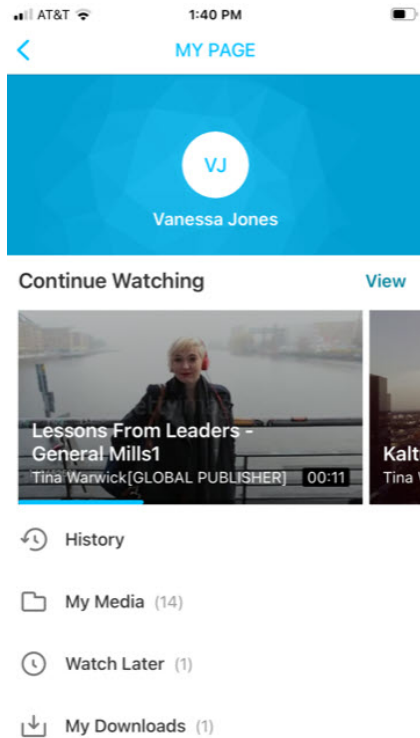 AT&T 1:40 PM
MY PAGE
VJ
Vanessa Jones
Continue Watching View
Lessons From Leaders -
General Mills1
Tina Warwick[GLOBAL PUBLISHER] 00:11
Kalt
Tina
History
My Media (14)
Watch Later (1)
My Downloads (1)